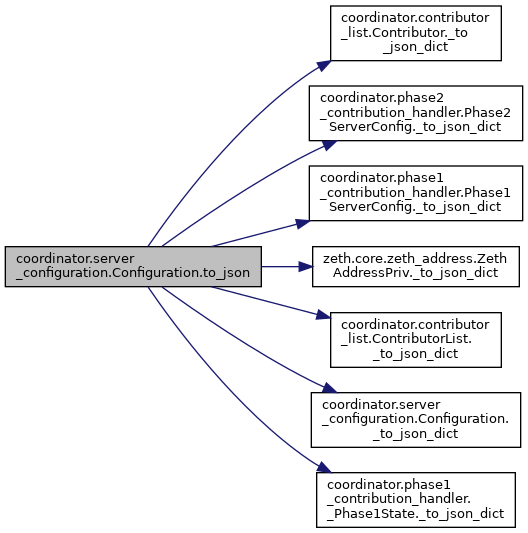 coordinator.contributor
_list.Contributor._to
_json_dict
coordinator.phase2
_contribution_handler.Phase2
ServerConfig._to_json_dict
coordinator.phase1
_contribution_handler.Phase1
ServerConfig._to_json_dict
coordinator.server
_configuration.Configuration.to_json
zeth.core.zeth_address.Zeth
AddressPriv._to_json_dict
coordinator.contributor
_list.ContributorList.
_to_json_dict
coordinator.server
_configuration.Configuration.
_to_json_dict
coordinator.phase1
_contribution_handler.
_Phase1State._to_json_dict